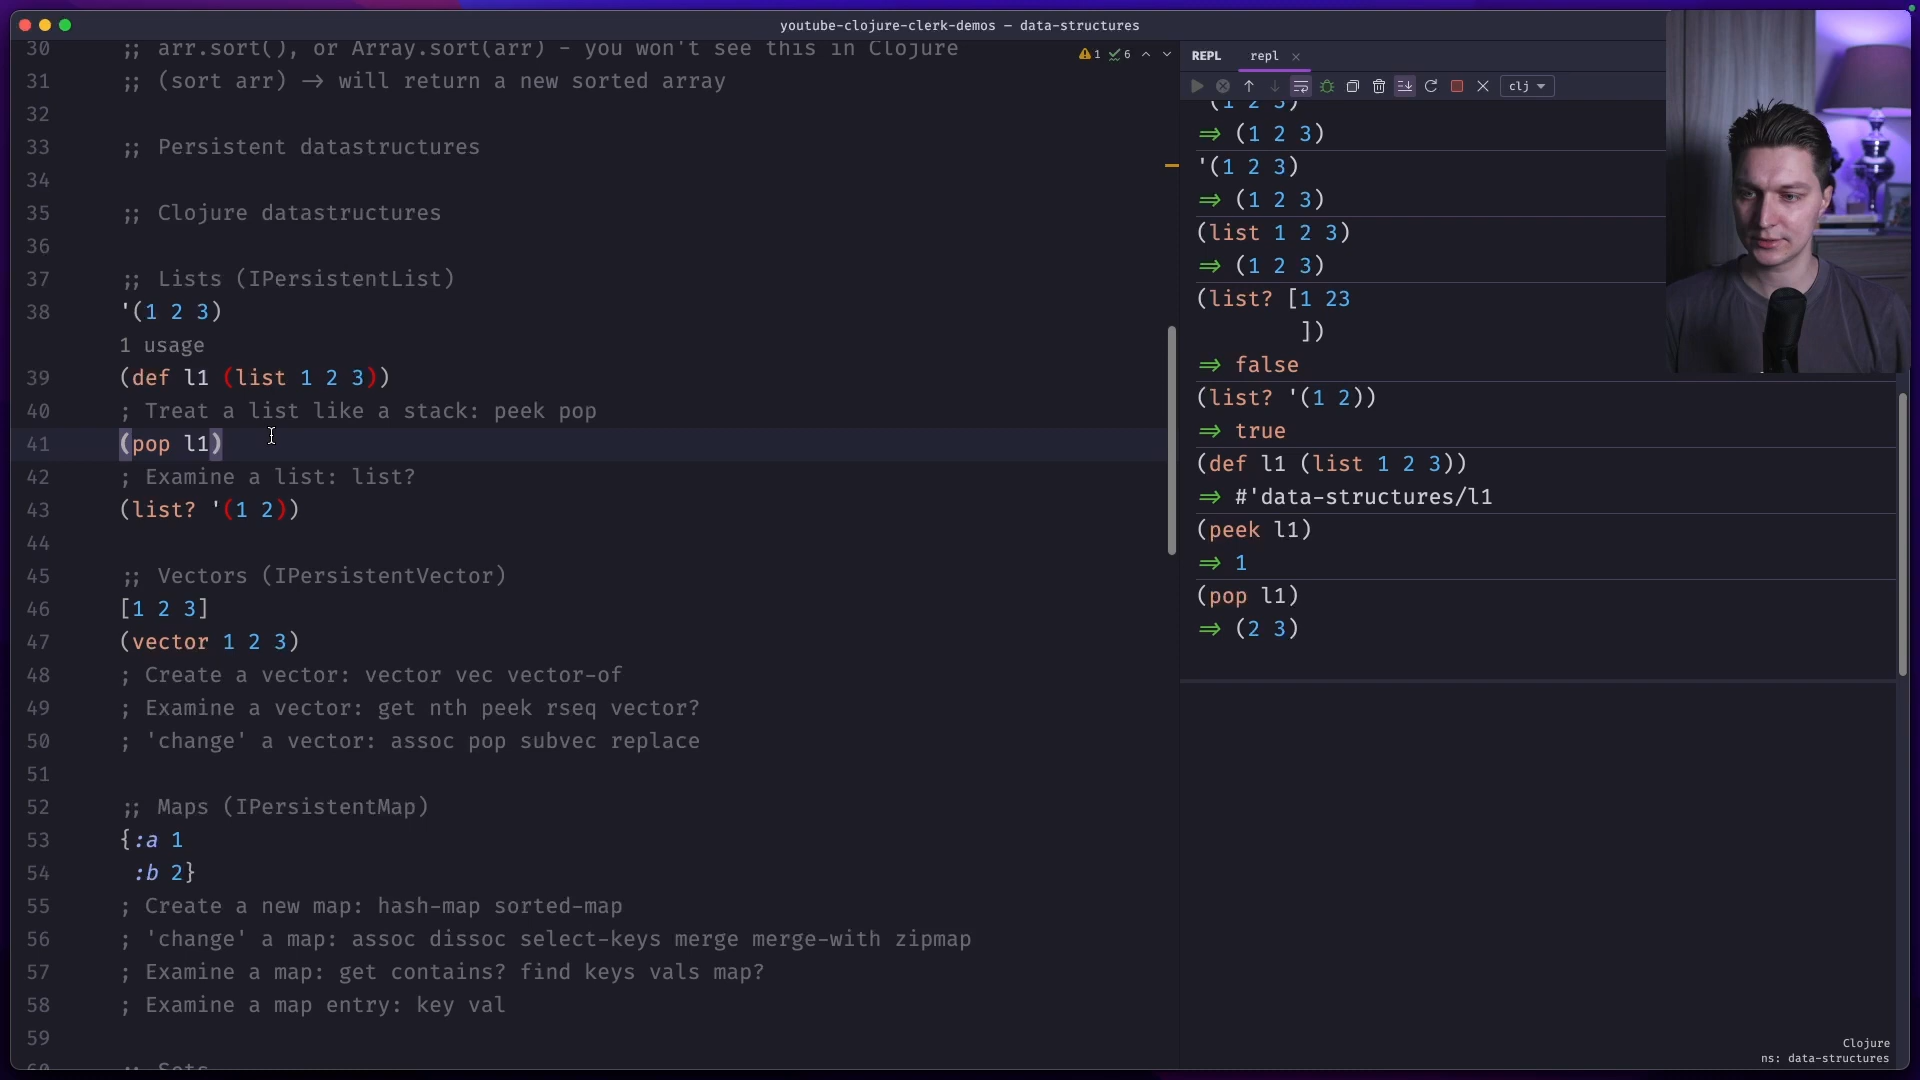 youtube-clojure-clerk-demos – data-structures
30 ;; arr.sort(), or Array.sort(arr) - you won't see this in Clojure
31 ;; (sort arr) -> will return a new sorted array
32
33 ;; Persistent datastructures
34
35 ;; Clojure datastructures
36
37 ;; Lists (IPersistentList)
38 '(1 2 3)
1 usage
39 (def l1 (list 1 2 3))
40 ; Treat a list like a stack: peek pop
41 (pop l1)
42 ; Examine a list: list?
43 (list? '(1 2))
44
45 ;; Vectors (IPersistentVector)
46 [1 2 3]
47 (vector 1 2 3)
48 ; Create a vector: vector vec vector-of
49 ; Examine a vector: get nth peek rseq vector?
50 ; 'change' a vector: assoc pop subvec replace
51
52 ;; Maps (IPersistentMap)
53 {:a 1
54 :b 2}
55 ; Create a new map: hash-map sorted-map
56 ; 'change' a map: assoc dissoc select-keys merge merge-with zipmap
57 ; Examine a map: get contains? find keys vals map?
58 ; Examine a map entry: key val
59
60 ;; Sets
1 6
REPL repl
clj
(1 2 3)
=> (1 2 3)
'(1 2 3)
=> (1 2 3)
(list 1 2 3)
=> (1 2 3)
(list? [1 23
])
=> false
(list? '(1 2))
=> true
(def l1 (list 1 2 3))
=> #'data-structures/l1
(peek l1)
=> 1
(pop l1)
=> (2 3)
Clojure
ns: data-structures